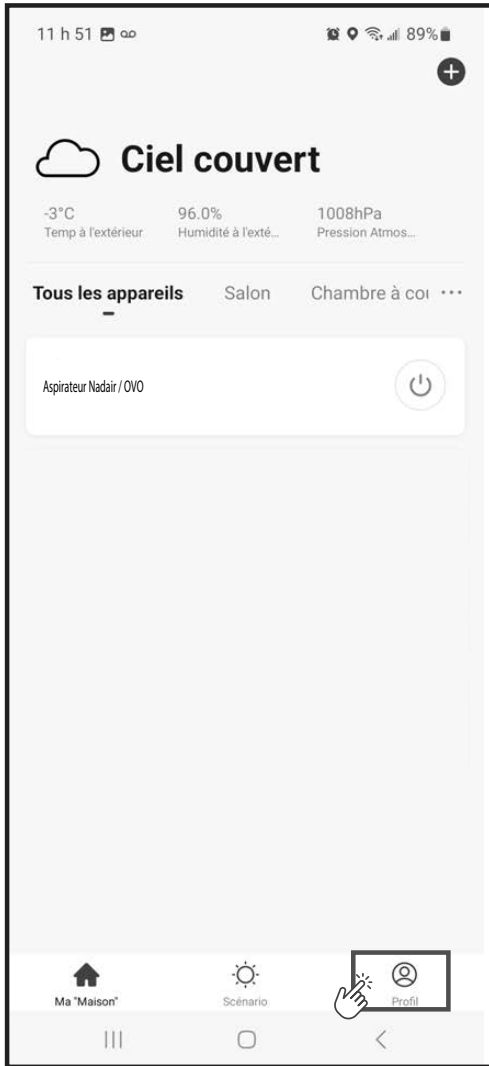 11 h 51 89%
Ciel couvert
-3°C 96.0% 1008hPa
Temp à l'extérieur Humidité à l'exté... Pression Atmos...
Tous les appareils Salon Chambre à cou ...
Aspirateur Nadair / OVO
Ma "Maison" Scénario Profil